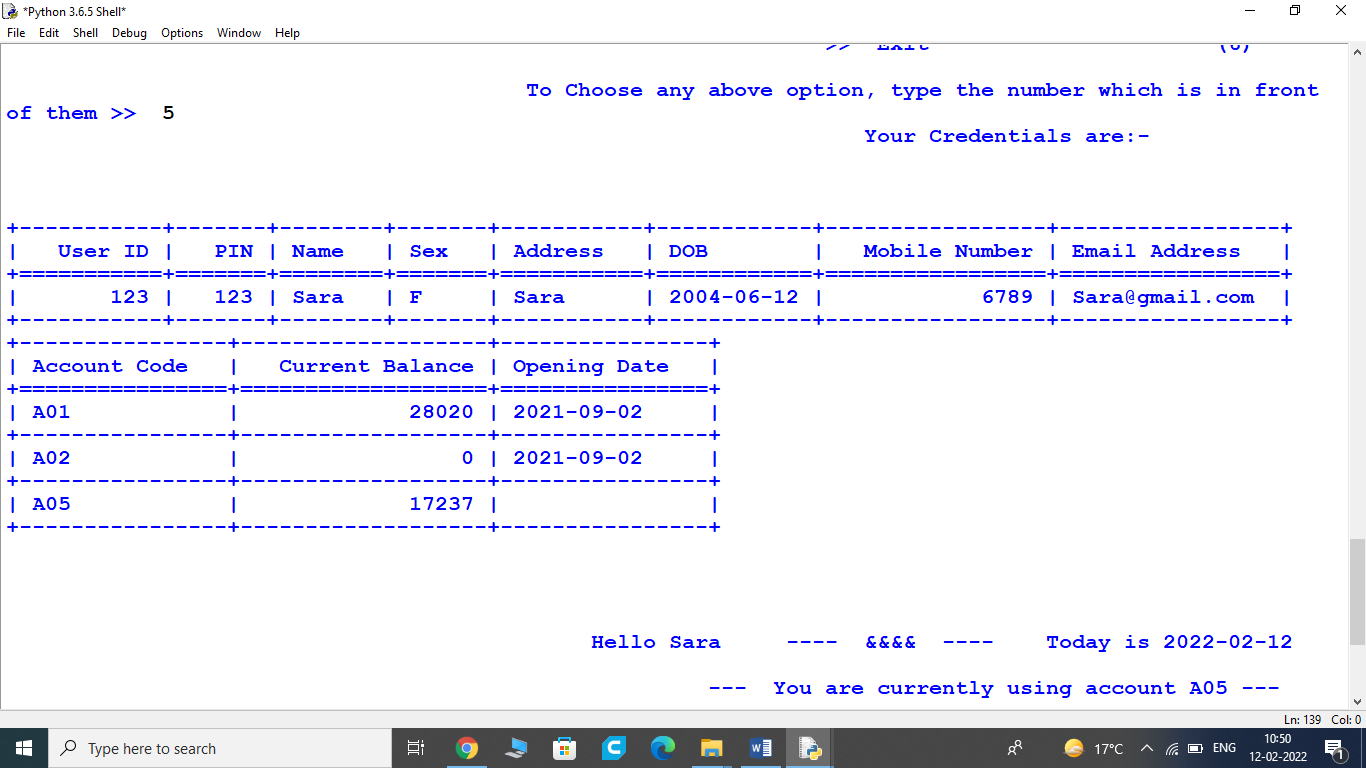 *Python 3.6.5 Shell*
File Edit Shell Debug Options Window Help
>> Exit (6)
To Choose any above option, type the number which is in front
of them >> 5
Your Credentials are:-
+-----------+-------+--------+-------+-----------+------------+-----------------+-----------------+
| User ID | PIN | Name | Sex | Address | DOB | Mobile Number | Email Address |
+===========+=======+========+=======+===========+============+=================+=================+
| 123 | 123 | Sara | F | Sara | 2004-06-12 | 6789 | Sara@gmail.com |
+-----------+-------+--------+-------+-----------+------------+-----------------+-----------------+
+----------------+-------------------+----------------+
| Account Code | Current Balance | Opening Date |
+================+===================+================+
| A01 | 28020 | 2021-09-02 |
+----------------+-------------------+----------------+
| A02 | 0 | 2021-09-02 |
+----------------+-------------------+----------------+
| A05 | 17237 | |
+----------------+-------------------+----------------+
Hello Sara ---- &&&& ---- Today is 2022-02-12
--- You are currently using account A05 ---
Ln: 139 Col: 0
Type here to search
17°C
ENG
10:50
12-02-2022
1